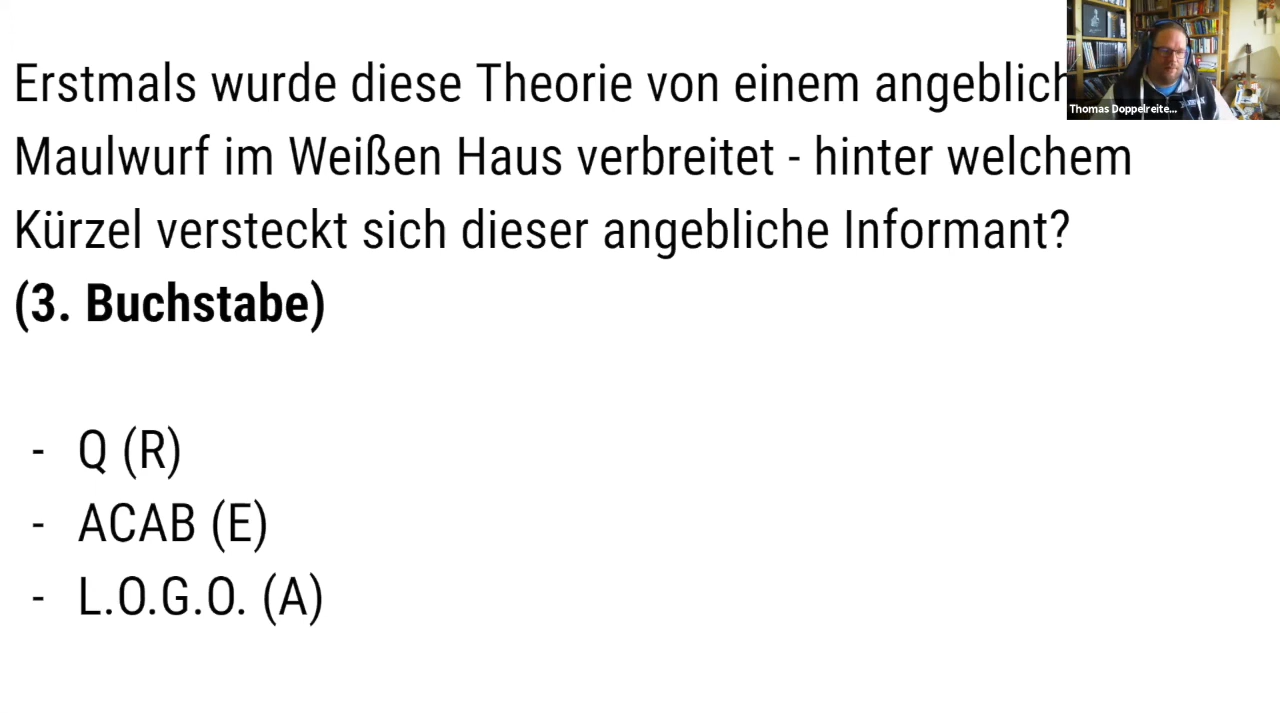 Erstmals wurde diese Theorie von einem angeblich
Thomas Doppelreite...
Maulwurf im Weißen Haus verbreitet - hinter welchem
Kürzel versteckt sich dieser angebliche Informant?
(3. Buchstabe)
- Q (R)
- ACAB (E)
- L.O.G.O. (A)